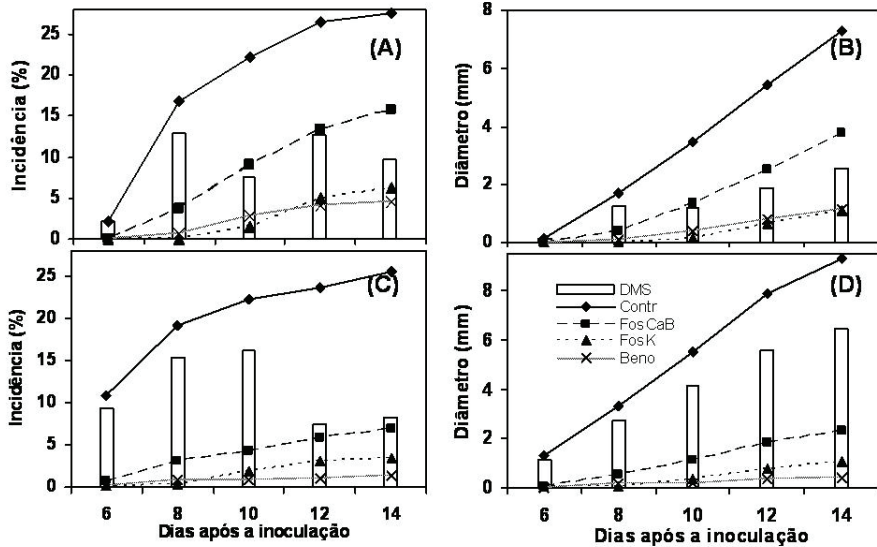 30
25
20
15
10
5
0
Incidência (%)
(A)
8
6
4
2
0
Diâmetro (mm)
(B)
25
20
15
10
5
0
Incidência (%)
(C)
6 8 10 12 14
Dias após a inoculação
8
6
4
2
0
Diâmetro (mm)
(D)
DMS
Contr
Fos CaB
Fos K
Beno
6 8 10 12 14
Dias após a inoculação